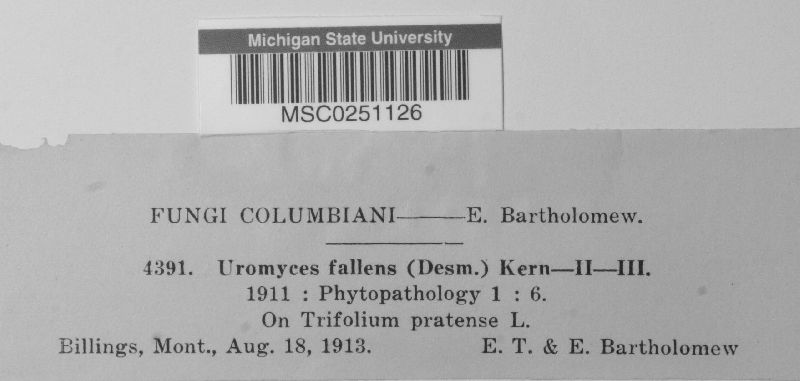 Michigan State University
MSC0251126
FUNGI COLUMBIANI———E. Bartholomew.
4391. Uromyces fallens (Desm.) Kern—II—III.
1911 : Phytopathology 1 : 6.
On Trifolium pratense L.
Billings, Mont., Aug. 18, 1913. E. T. & E. Bartholomew